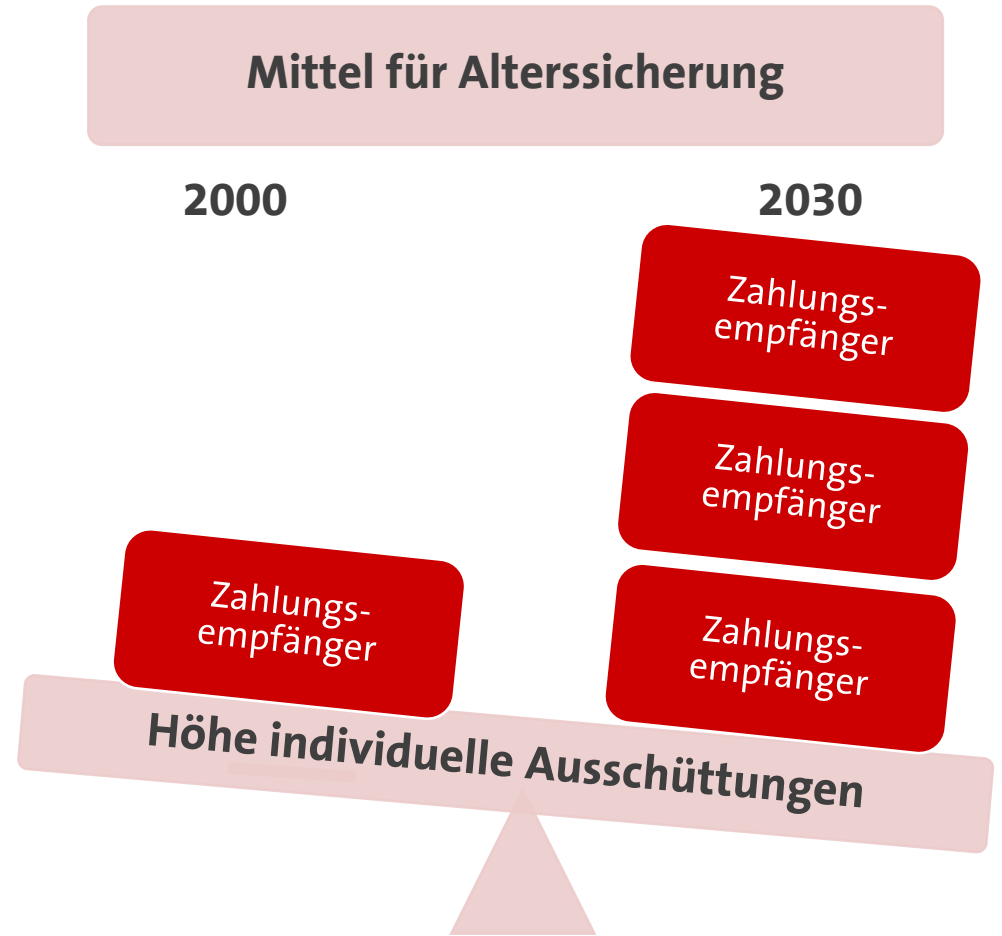 Mittel für Alterssicherung
2000
2030
Zahlungs-
empfänger
Zahlungs-
empfänger
Zahlungs-
empfänger
Zahlungs-
empfänger
Höhe individuelle Ausschüttungen